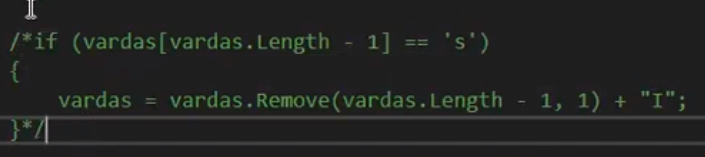 /*if (vardas[vardas.Length - 1] == 's')
{
    vardas = vardas.Remove(vardas.Length - 1, 1) + "I";
}*/